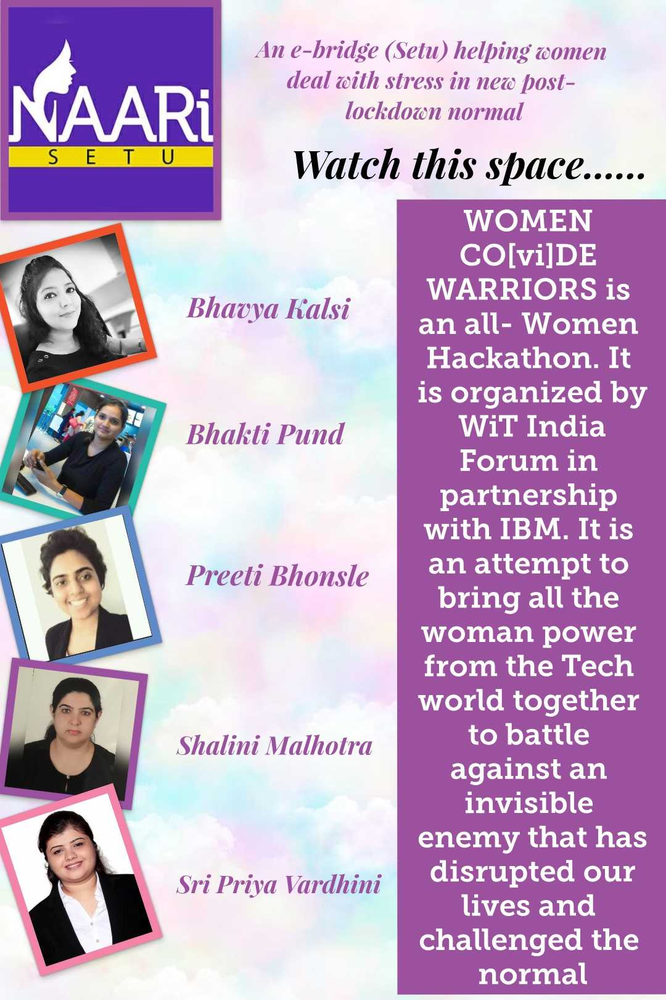 NAARi
SETU
An e-bridge (Setu) helping women
deal with stress in new post-
lockdown normal
Watch this space......
Bhavya Kalsi
Bhakti Pund
Preeti Bhonsle
Shalini Malhotra
Sri Priya Vardhini
WOMEN
CO[vi]DE
WARRIORS is
an all- Women
Hackathon. It
is organized by
WiT India
Forum in
partnership
with IBM. It is
an attempt to
bring all the
woman power
from the Tech
world together
to battle
against an
invisible
enemy that has
disrupted our
lives and
challenged the
normal